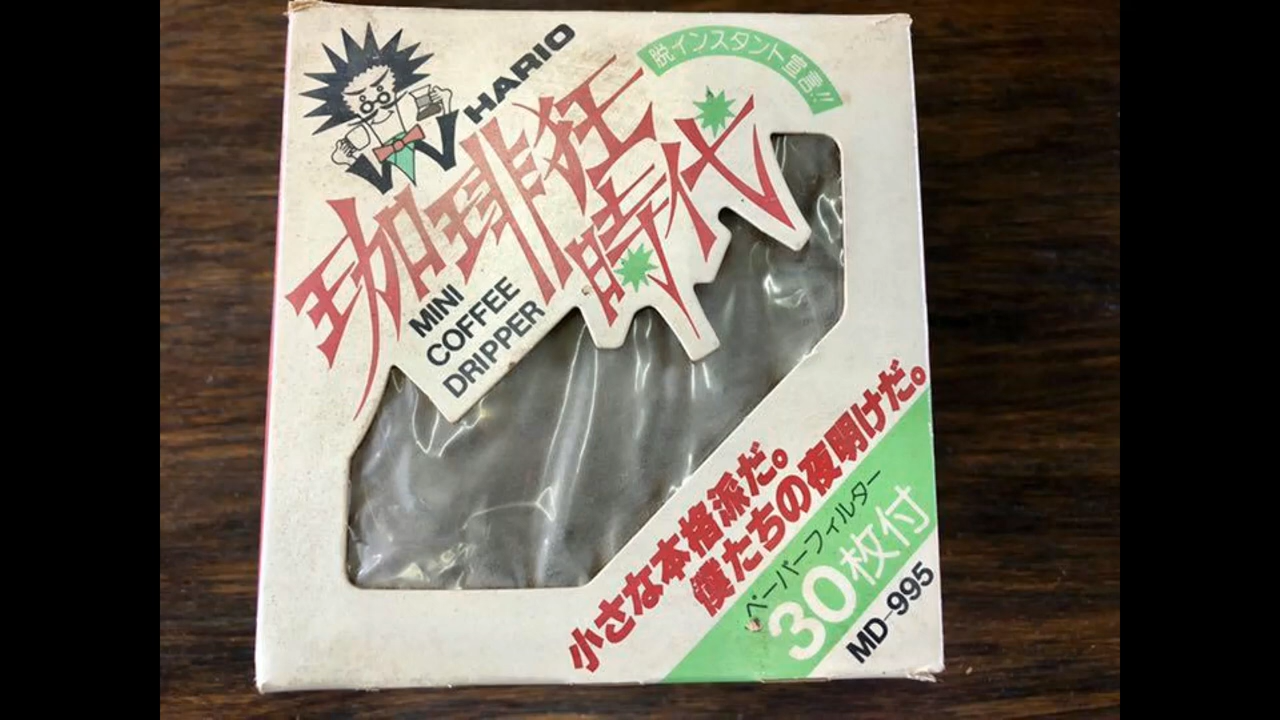 HARIO
脱インスタント宣言!!
珈琲狂
時代
MINI
COFFEE
DRIPPER
小さな本格派だ。
僕たちの夜明けだ。
ペーパーフィルター
30枚付
MD-995